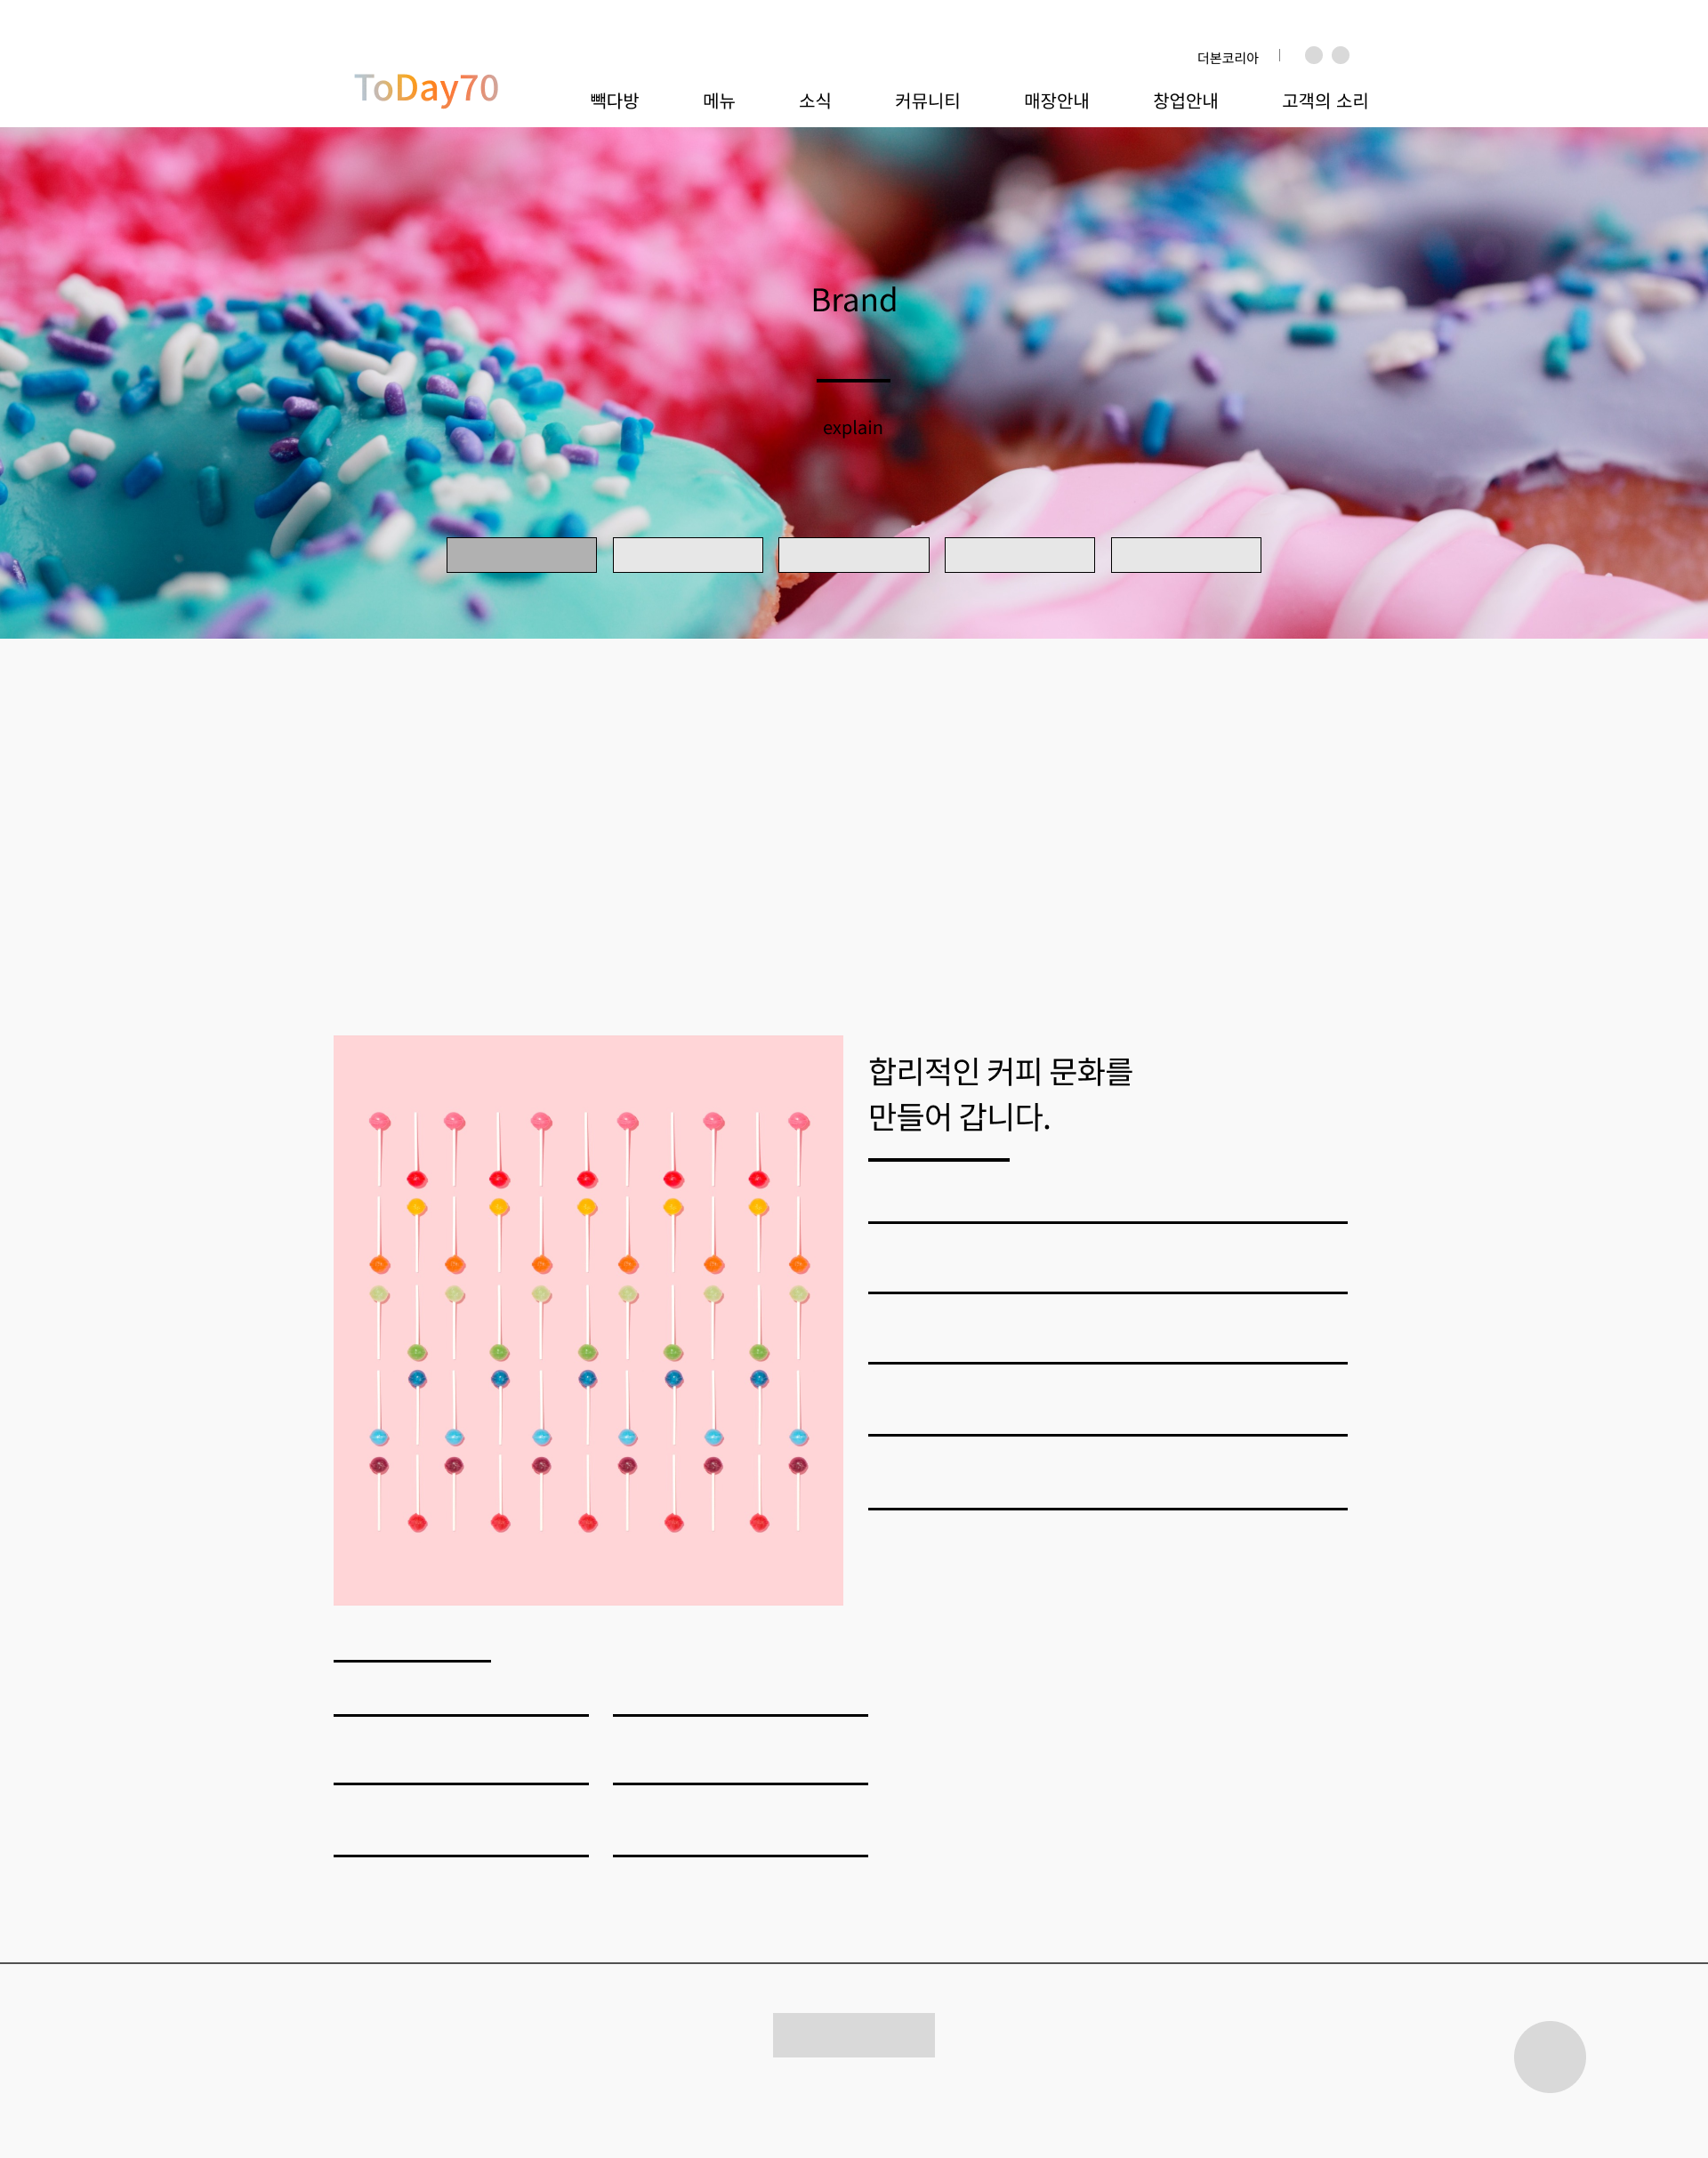 더본코리아
ToDay70
빽다방 메뉴 소식 커뮤니티 매장안내 창업안내 고객의 소리
Brand
explain
합리적인 커피 문화를
만들어 갑니다.